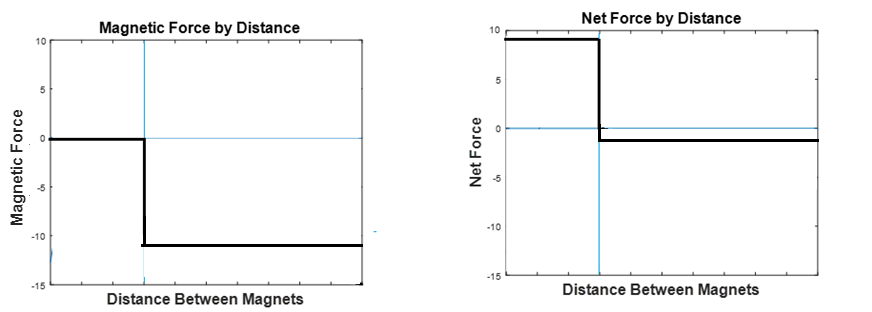 Magnetic Force by Distance
10
5
0
-5
-10
-15
Magnetic Force
Distance Between Magnets
Net Force by Distance
10
5
0
-5
-10
-15
Net Force
Distance Between Magnets